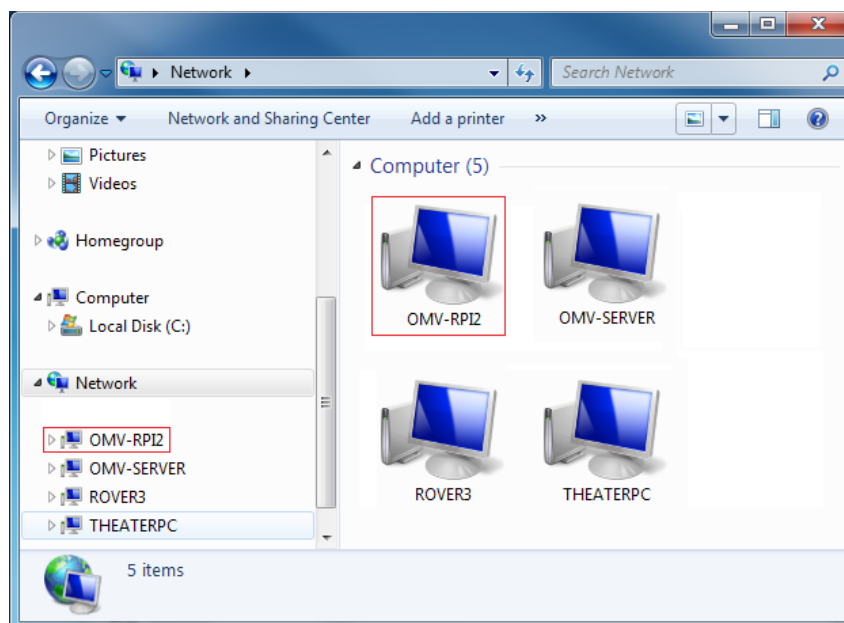 Network
Search Network
Organize
Network and Sharing Center
Add a printer
»
Pictures
Videos
Homegroup
Computer
Local Disk (C:)
Network
OMV-RPI2
OMV-SERVER
ROVER3
THEATERPC
Computer (5)
OMV-RPI2
OMV-SERVER
ROVER3
THEATERPC
5 items